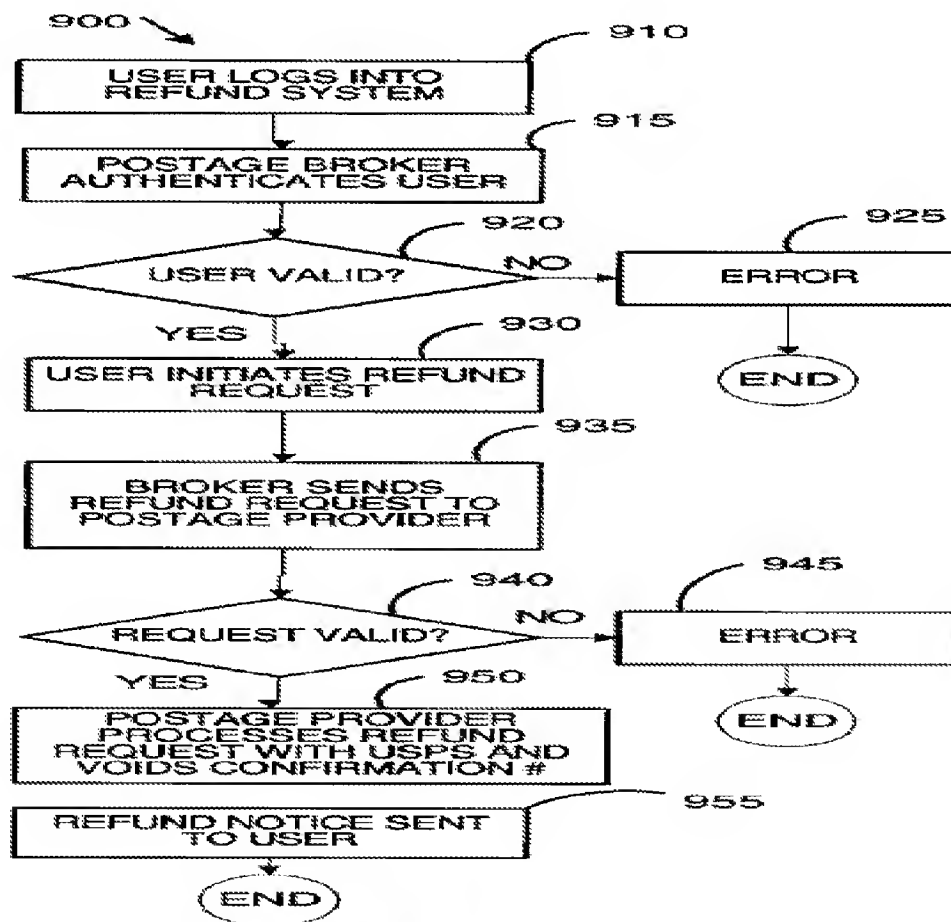 900
910
USER LOGS INTO
REFUND SYSTEM
915
POSTAGE BROKER
AUTHENTICATES USER
920
USER VALID?
NO
925
ERROR
END
YES
930
USER INITIATES REFUND
REQUEST
935
BROKER SENDS
REFUND REQUEST TO
POSTAGE PROVIDER
940
REQUEST VALID?
NO
945
ERROR
END
YES
950
POSTAGE PROVIDER
PROCESSES REFUND
REQUEST WITH USPS AND
VOIDS CONFIRMATION #
955
REFUND NOTICE SENT
TO USER
END